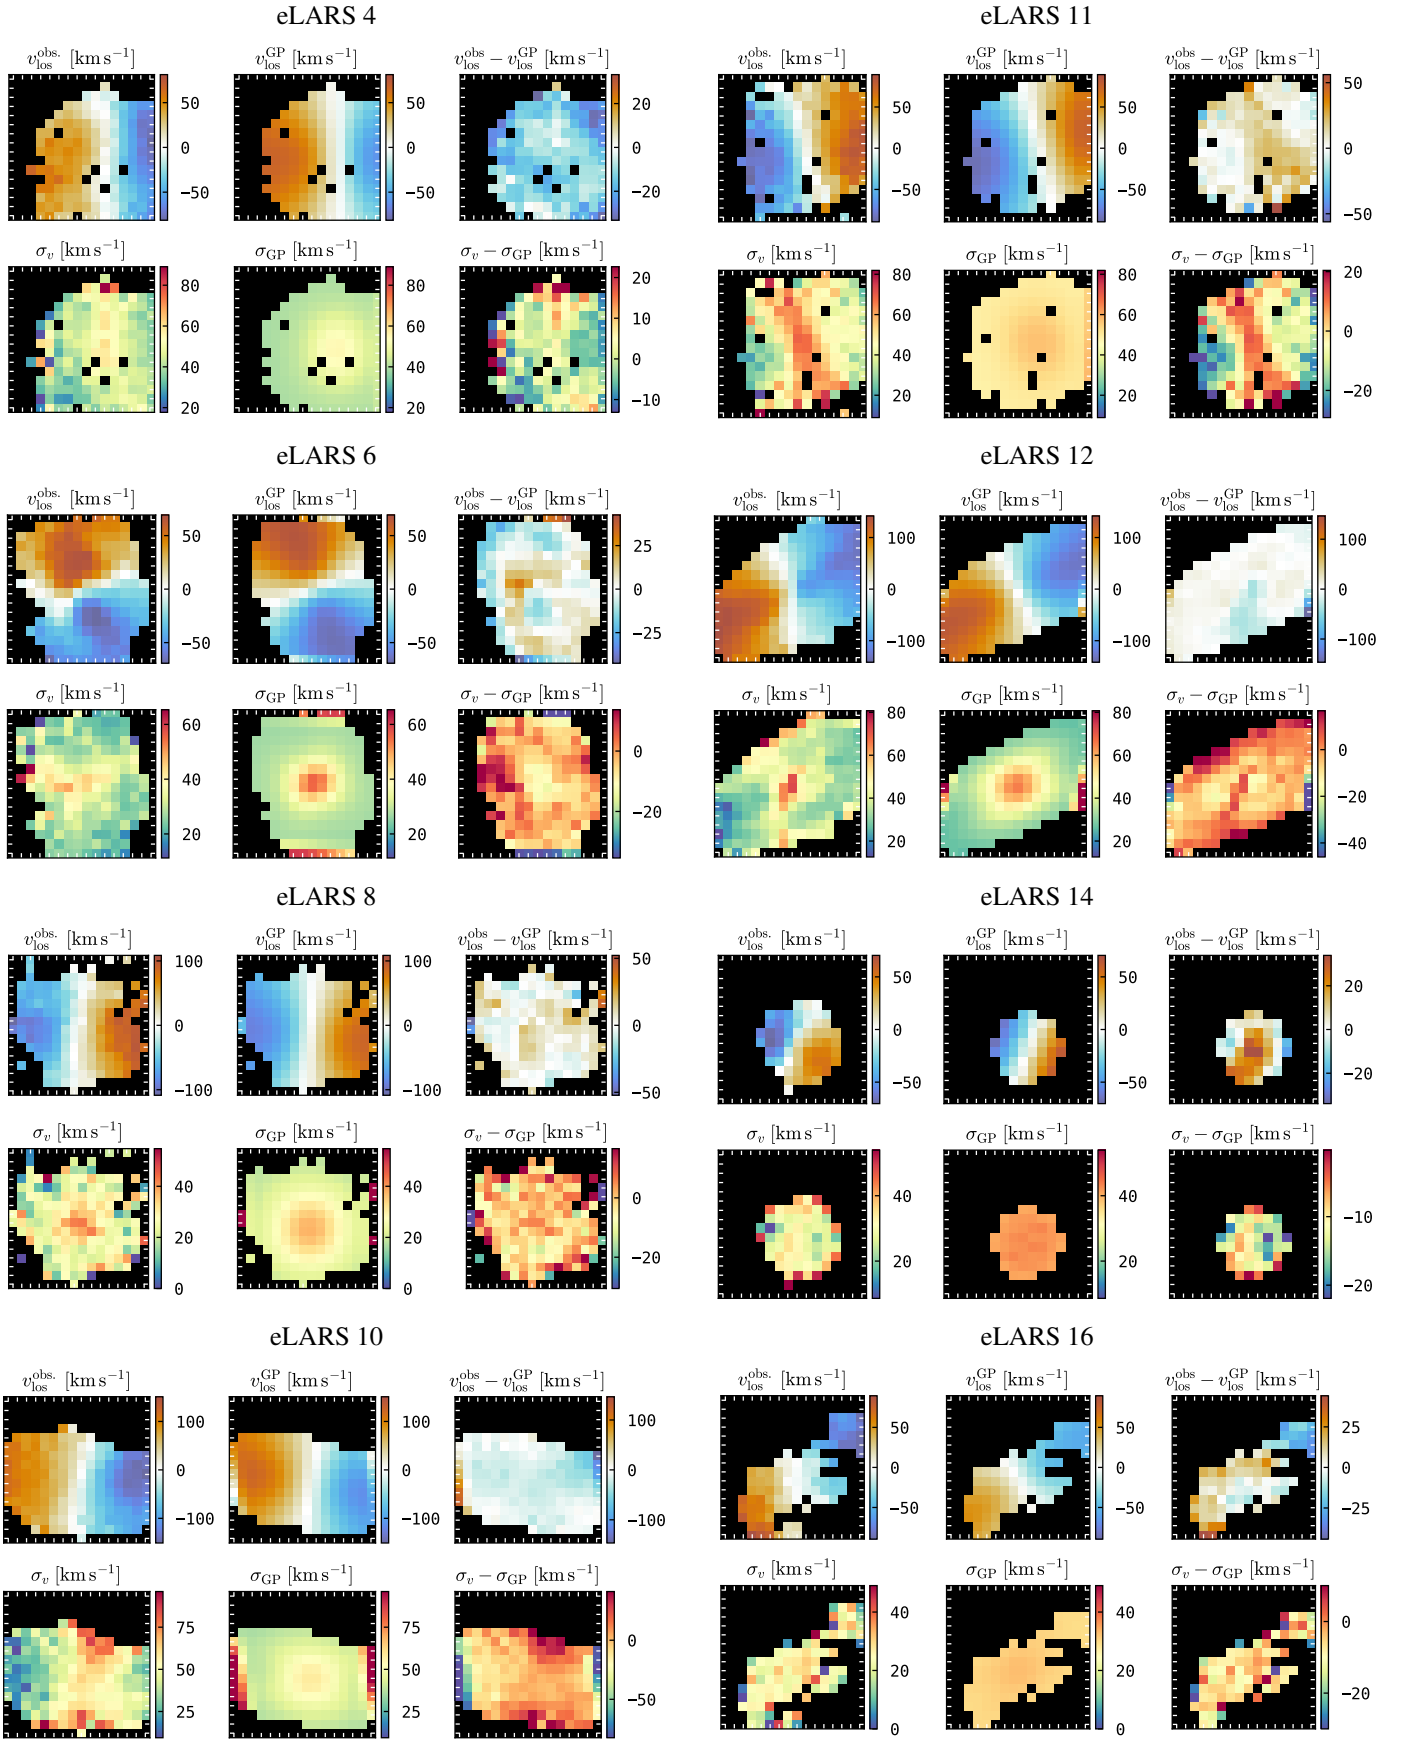 eLARS 4
v_los^obs. [km s−1] v_los^GP [km s−1] v_los^obs − v_los^GP [km s−1]
50 0 −50 50 0 −50 20 0 −20
σ_v [km s−1] σ_GP [km s−1] σ_v − σ_GP [km s−1]
80 60 40 20 80 60 40 20 20 10 0 −10
eLARS 11
v_los^obs. [km s−1] v_los^GP [km s−1] v_los^obs − v_los^GP [km s−1]
50 0 −50 50 0 −50 50 0 −50
σ_v [km s−1] σ_GP [km s−1] σ_v − σ_GP [km s−1]
80 60 40 20 80 60 40 20 20 0 −20
eLARS 6
v_los^obs. [km s−1] v_los^GP [km s−1] v_los^obs − v_los^GP [km s−1]
50 0 −50 50 0 −50 25 0 −25
σ_v [km s−1] σ_GP [km s−1] σ_v − σ_GP [km s−1]
60 40 20 60 40 20 0 −20
eLARS 12
v_los^obs. [km s−1] v_los^GP [km s−1] v_los^obs − v_los^GP [km s−1]
100 0 −100 100 0 −100 100 0 −100
σ_v [km s−1] σ_GP [km s−1] σ_v − σ_GP [km s−1]
80 60 40 20 80 60 40 20 0 −20 −40
eLARS 8
v_los^obs. [km s−1] v_los^GP [km s−1] v_los^obs − v_los^GP [km s−1]
100 0 −100 100 0 −100 50 0 −50
σ_v [km s−1] σ_GP [km s−1] σ_v − σ_GP [km s−1]
40 20 0 40 20 0 0 −20
eLARS 14
v_los^obs. [km s−1] v_los^GP [km s−1] v_los^obs − v_los^GP [km s−1]
50 0 −50 50 0 −50 20 0 −20
σ_v [km s−1] σ_GP [km s−1] σ_v − σ_GP [km s−1]
40 20 40 20 −10 −20
eLARS 10
v_los^obs. [km s−1] v_los^GP [km s−1] v_los^obs − v_los^GP [km s−1]
100 0 −100 100 0 −100 100 0 −100
σ_v [km s−1] σ_GP [km s−1] σ_v − σ_GP [km s−1]
75 50 25 75 50 25 0 −50
eLARS 16
v_los^obs. [km s−1] v_los^GP [km s−1] v_los^obs − v_los^GP [km s−1]
50 0 −50 50 0 −50 25 0 −25
σ_v [km s−1] σ_GP [km s−1] σ_v − σ_GP [km s−1]
40 20 0 40 20 0 0 −20